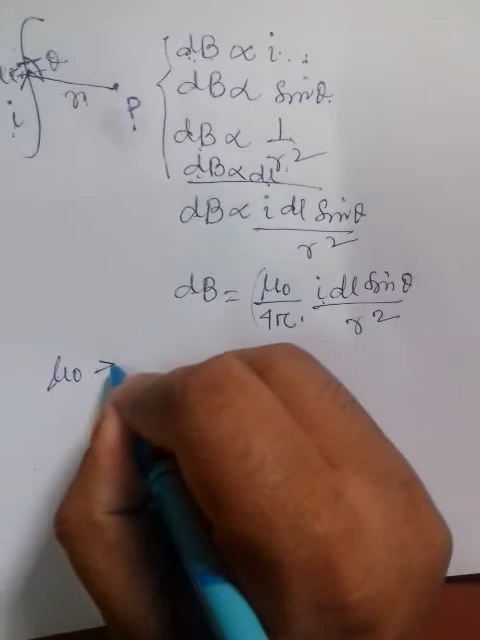 θ
r
i
P
dB ∝ i
dB ∝ sinθ
dB ∝ 1/r²
dB ∝ dl
dB ∝ i dl sinθ / r²
dB = μ₀/4π · i dl sinθ / r²
μ₀ →